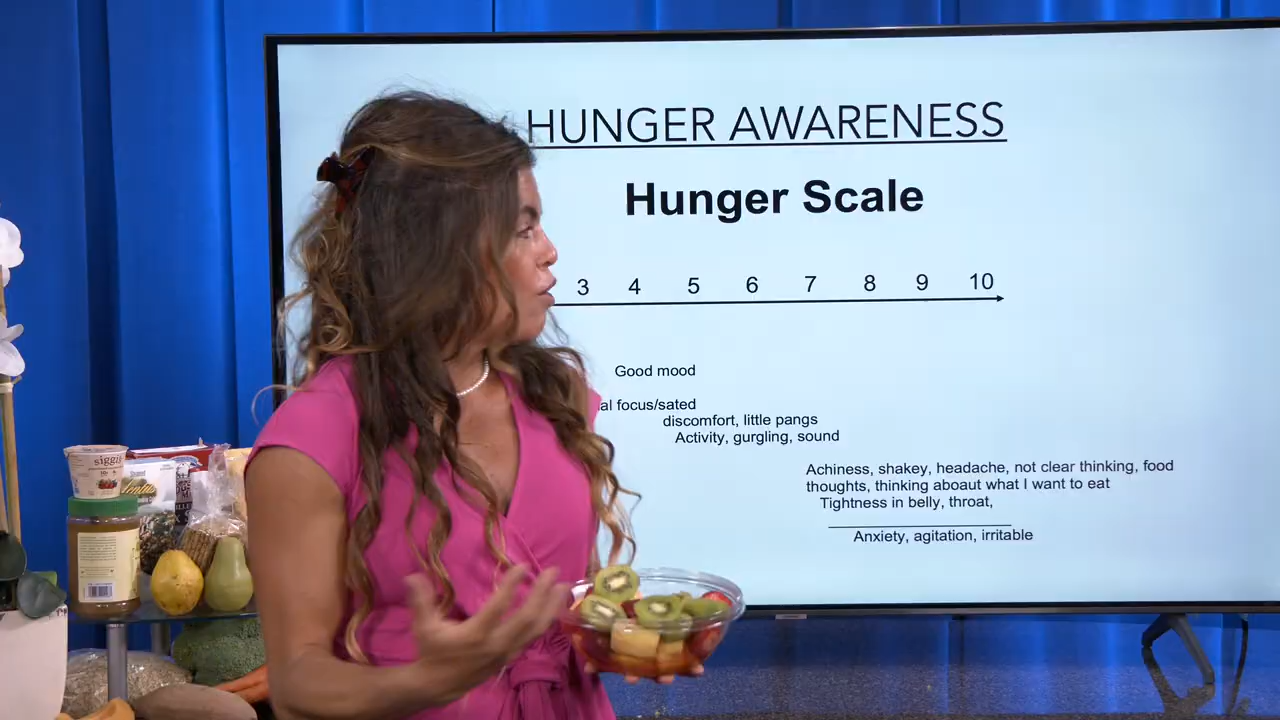 HUNGER AWARENESS
Hunger Scale
3 4 5 6 7 8 9 10
Good mood
al focus/sated
discomfort, little pangs
Activity, gurgling, sound
Achiness, shakey, headache, not clear thinking, food
thoughts, thinking aboaut what I want to eat
Tightness in belly, throat,
Anxiety, agitation, irritable
siggi's